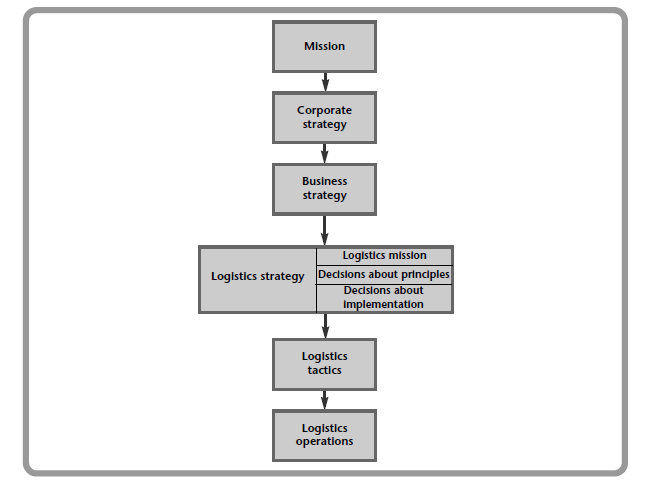 Mission
Corporate
strategy
Business
strategy
Logistics strategy
Logistics mission
Decisions about principles
Decisions about
implementation
Logistics
tactics
Logistics
operations